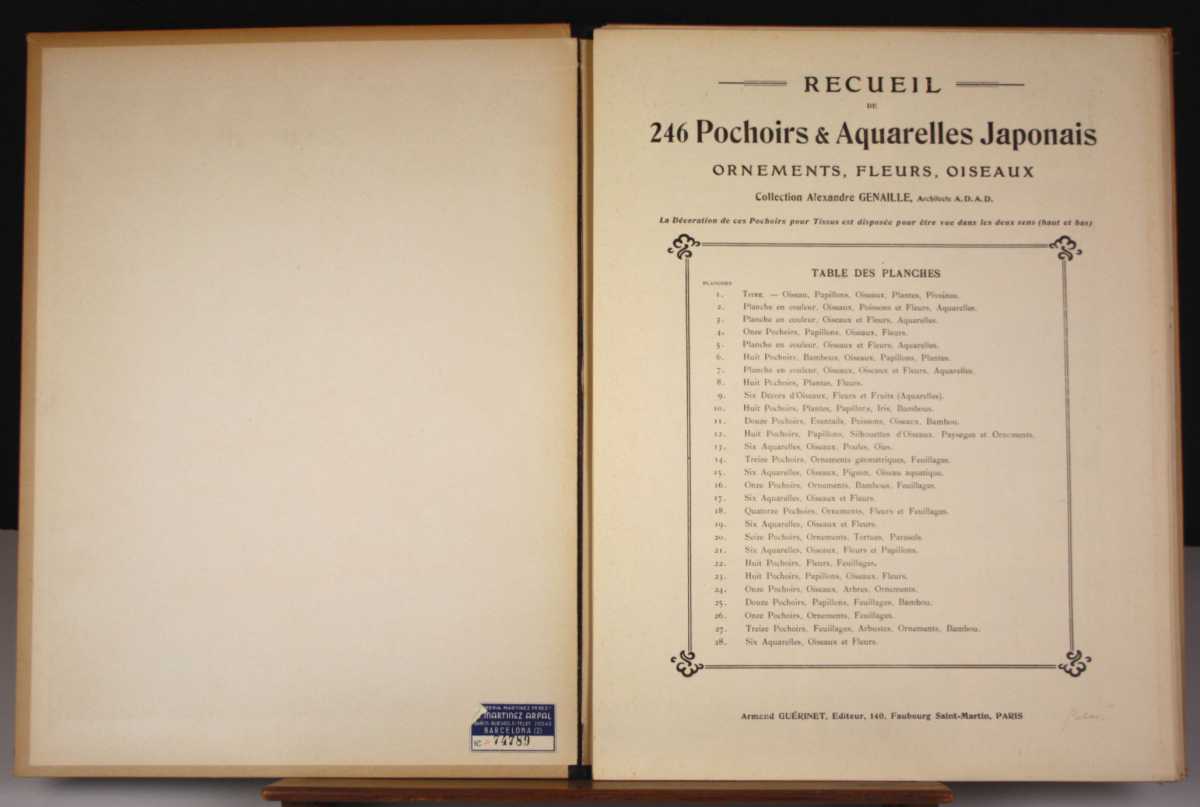 MARTINEZ PEREZ
MARTINEZ ARPAL
BARCELONA (2)
74789
RECUEIL
DE
246 Pochoirs & Aquarelles Japonais
ORNEMENTS, FLEURS, OISEAUX
Collection Alexandre GENAILLE, Architecte A. D. A. D.
La Décoration de ces Pochoirs pour Tissus est disposée pour être vue dans les deux sens (haut et bas)
TABLE DES PLANCHES
PLANCHES
1. TITRE. — Oiseau, Papillons, Oiseaux, Plantes, Pivoines.
2. Planche en couleur, Oiseaux, Poissons et Fleurs, Aquarelles.
3. Planche en couleur, Oiseaux et Fleurs, Aquarelles.
4. Onze Pochoirs, Papillons, Oiseaux, Fleurs.
5. Planche en couleur, Oiseaux et Fleurs, Aquarelles.
6. Huit Pochoirs, Bambous, Oiseaux, Papillons, Plantes.
7. Planche en couleur, Oiseaux, Oiseaux et Fleurs, Aquarelles.
8. Huit Pochoirs, Plantes, Fleurs.
9. Six Décors d'Oiseaux, Fleurs et Fruits (Aquarelles).
10. Huit Pochoirs, Plantes, Papillons, Iris, Bambous.
11. Douze Pochoirs, Eventails, Poissons, Oiseaux, Bambou.
12. Huit Pochoirs, Papillons, Silhouettes d'Oiseaux, Paysages et Ornements.
13. Six Aquarelles, Oiseaux, Poules, Oies.
14. Treize Pochoirs, Ornements géométriques, Feuillages.
15. Six Aquarelles, Oiseaux, Pigeon, Oiseau aquatique.
16. Onze Pochoirs, Ornements, Bambous, Feuillages.
17. Six Aquarelles, Oiseaux et Fleurs.
18. Quatorze Pochoirs, Ornements, Fleurs et Feuillages.
19. Six Aquarelles, Oiseaux et Fleurs.
20. Seize Pochoirs, Ornements, Tortues, Parasols.
21. Six Aquarelles, Oiseaux, Fleurs et Papillons.
22. Huit Pochoirs, Fleurs, Feuillages.
23. Huit Pochoirs, Papillons, Oiseaux, Fleurs.
24. Onze Pochoirs, Oiseaux, Arbres, Ornements.
25. Douze Pochoirs, Papillons, Feuillages, Bambou.
26. Onze Pochoirs, Ornements, Feuillages.
27. Treize Pochoirs, Feuillages, Arbustes, Ornements, Bambou.
28. Six Aquarelles, Oiseaux et Fleurs.
Armand GUÉRINET, Editeur, 140, Faubourg Saint-Martin, PARIS